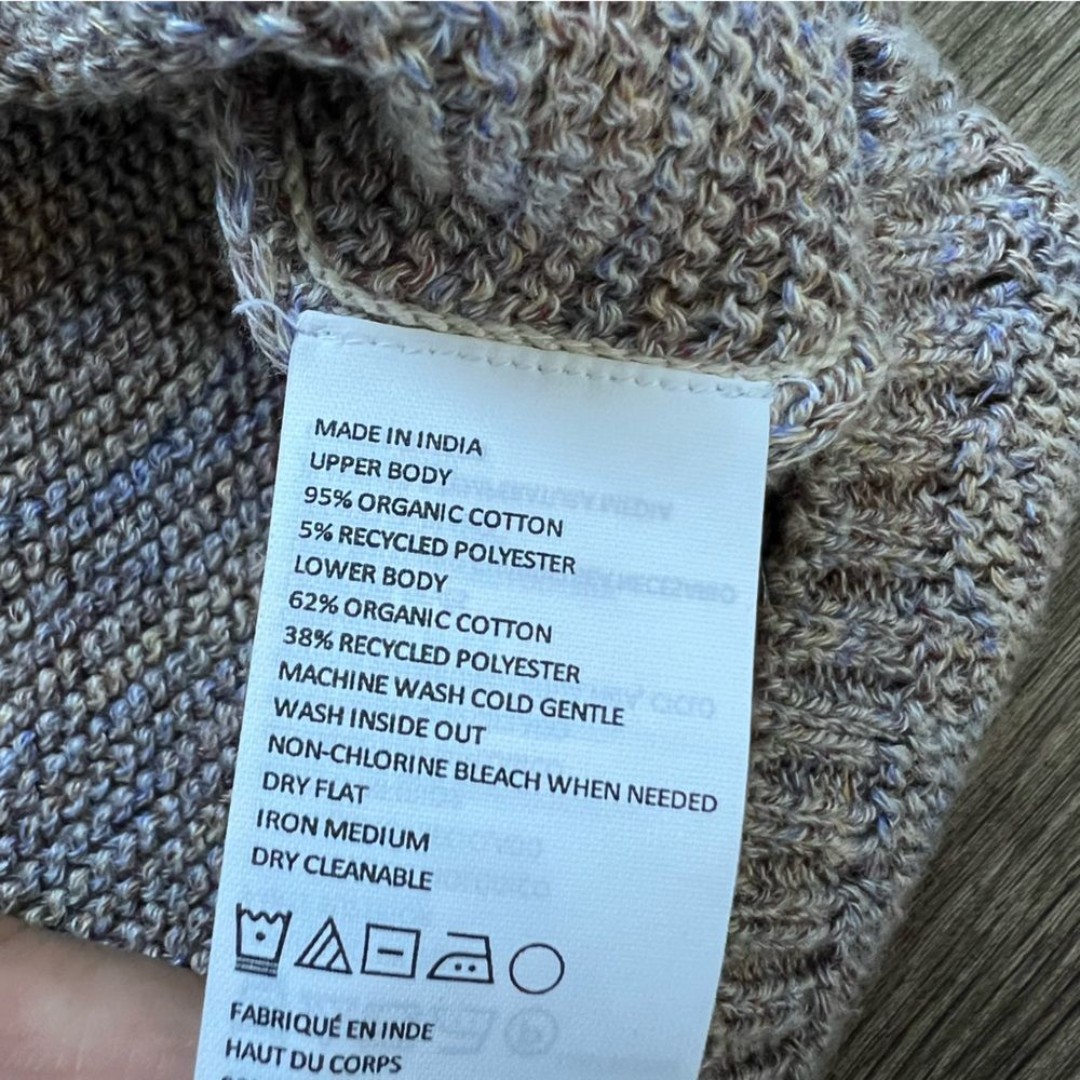 MADE IN INDIA
UPPER BODY
95% ORGANIC COTTON
5% RECYCLED POLYESTER
LOWER BODY
62% ORGANIC COTTON
38% RECYCLED POLYESTER
MACHINE WASH COLD GENTLE
WASH INSIDE OUT
NON-CHLORINE BLEACH WHEN NEEDED
DRY FLAT
IRON MEDIUM
DRY CLEANABLE
FABRIQUÉ EN INDE
HAUT DU CORPS